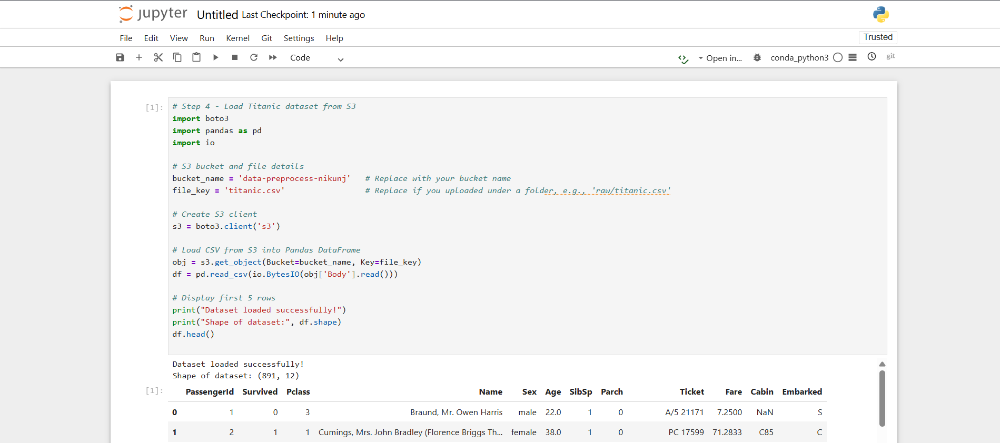 jupyter Untitled Last Checkpoint: 1 minute ago
File Edit View Run Kernel Git Settings Help Trusted
Code Open in... conda_python3 git
[1]: # Step 4 - Load Titanic dataset from S3
import boto3
import pandas as pd
import io
# S3 bucket and file details
bucket_name = 'data-preprocess-nikunj'   # Replace with your bucket name
file_key = 'titanic.csv'                 # Replace if you uploaded under a folder, e.g., 'raw/titanic.csv'
# Create S3 client
s3 = boto3.client('s3')
# Load CSV from S3 into Pandas DataFrame
obj = s3.get_object(Bucket=bucket_name, Key=file_key)
df = pd.read_csv(io.BytesIO(obj['Body'].read()))
# Display first 5 rows
print("Dataset loaded successfully!")
print("Shape of dataset:", df.shape)
df.head()
Dataset loaded successfully!
Shape of dataset: (891, 12)
[1]: PassengerId Survived Pclass Name Sex Age SibSp Parch Ticket Fare Cabin Embarked
0 1 0 3 Braund, Mr. Owen Harris male 22.0 1 0 A/5 21171 7.2500 NaN S
1 2 1 1 Cumings, Mrs. John Bradley (Florence Briggs Th... female 38.0 1 0 PC 17599 71.2833 C85 C